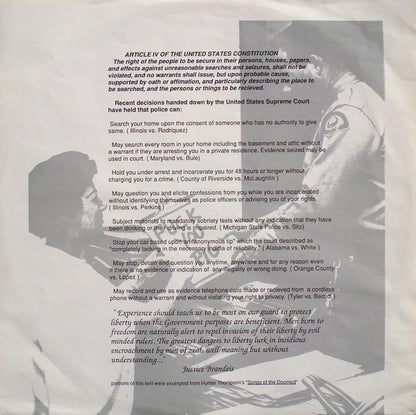 ARTICLE IV OF THE UNITED STATES CONSTITUTION
The right of the people to be secure in their persons, houses, papers,
and effects against unreasonable searches and seizures, shall not be
violated, and no warrants shall issue, but upon probable cause,
supported by oath or affimation, and particularly describing the place to
be searched, and the persons or things to be recieved.
Recent decisions handed down by the United States Supreme Court
have held that police can:
Search your home upon the consent of someone who has no authority to give
same. ( Illinois vs. Rodriquez)
May search every room in your home including the basement and attic without
a warrant if they are arresting you in a private residence. Evidence seized may be
used in court. ( Maryland vs. Buie)
Hold you under arrest and incarcerate you for 48 hours or longer without
charging you for a crime. ( County of Riverside vs. McLaughlin )
May question you and elicite confessions from you while you are incarcerated
without identifying themselves as police officers or advising you of your rights.
( Illinois vs. Perkins )
Subject motorists to mandatory sobriety tests without any indication that they have
been drinking or that driving is impaired. ( Michigan State Police vs. Sitz)
Stop your car based upon an "anonymous tip" which the court described as
"completely lacking in the necessary indicia of reliability." ( Alabama vs. White )
May stop, detain and question you anytime, anywhere and for any reason even
if there is no evidence or indication of any illegality or wrong doing. ( Orange County
vs. Lopez )
May record and use as evidence telephone calls made or recieved from a cordless
phone without a warrant and without violating your right to privacy. (Tyler vs. Berodt )
"Experience should teach us to be most on our guard to protect
liberty when the Government purposes are beneficent. Men born to
freedom are naturally alert to repel invasion of their liberty by evil
minded rulers. The greatest dangers to liberty lurk in insidious
encroachment by men of zeal, well-meaning but without
understanding..."
Justice Brandeis
portions of this text were excerpted from Hunter Thompson's "Songs of the Doomed"